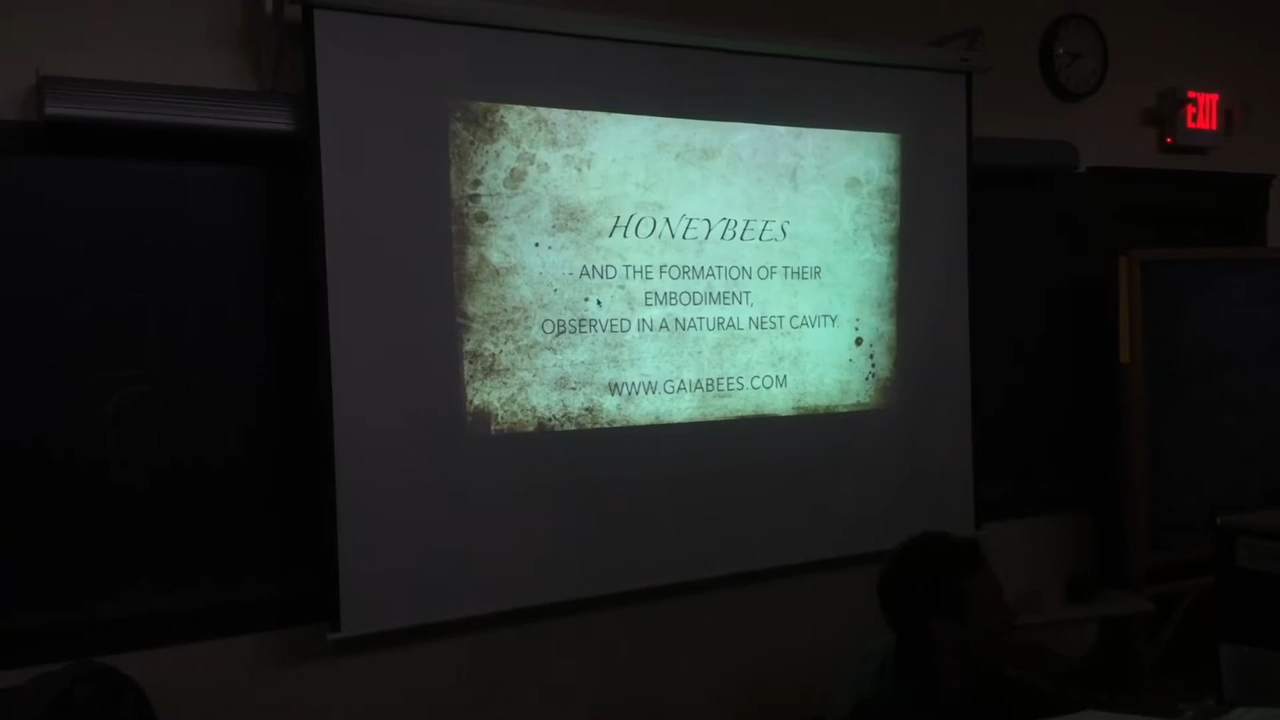 HONEYBEES
- AND THE FORMATION OF THEIR
EMBODIMENT,
OBSERVED IN A NATURAL NEST CAVITY.
WWW.GAIABEES.COM
EXIT